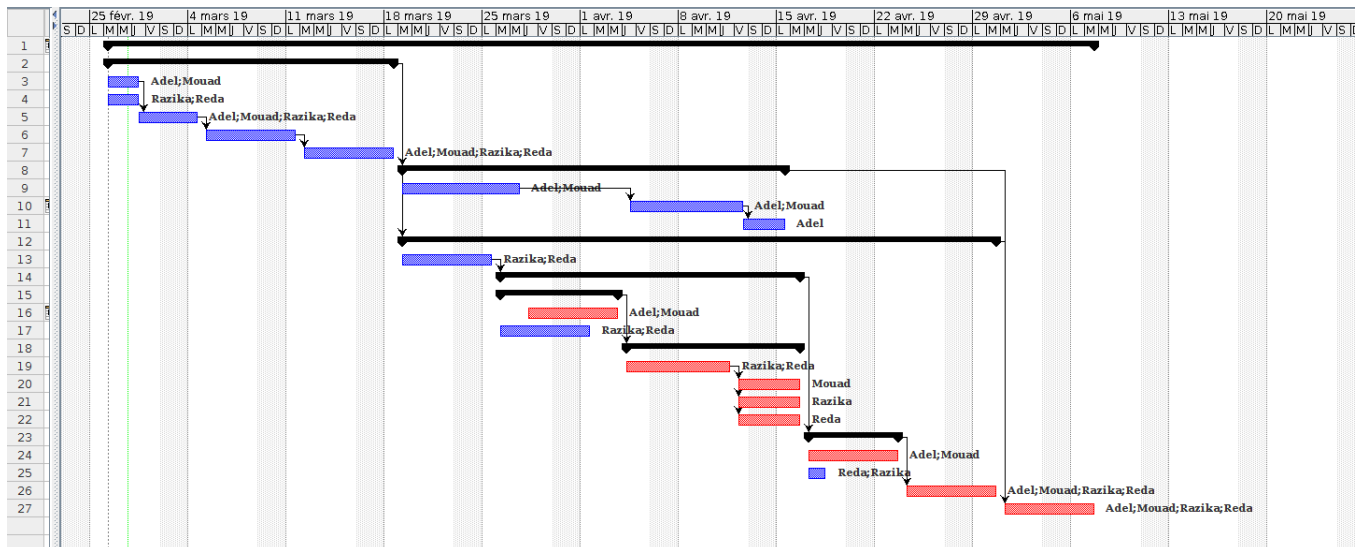 25 févr. 19 4 mars 19 11 mars 19 18 mars 19 25 mars 19 1 avr. 19 8 avr. 19 15 avr. 19 22 avr. 19 29 avr. 19 6 mai 19 13 mai 19 20 mai 19
S D L M M J V S D L M M J V S D L M M J V S D L M M J V S D L M M J V S D L M M J V S D L M M J V S D L M M J V S D L M M J V S D L M M J V S D L M M J V S D L M M J V S D L M M J V S D
1
2
3 Adel;Mouad
4 Razika;Reda
5 Adel;Mouad;Razika;Reda
6
7 Adel;Mouad;Razika;Reda
8
9 Adel;Mouad
10 Adel;Mouad
11 Adel
12
13 Razika;Reda
14
15
16 Adel;Mouad
17 Razika;Reda
18
19 Razika;Reda
20 Mouad
21 Razika
22 Reda
23
24 Adel;Mouad
25 Reda;Razika
26 Adel;Mouad;Razika;Reda
27 Adel;Mouad;Razika;Reda